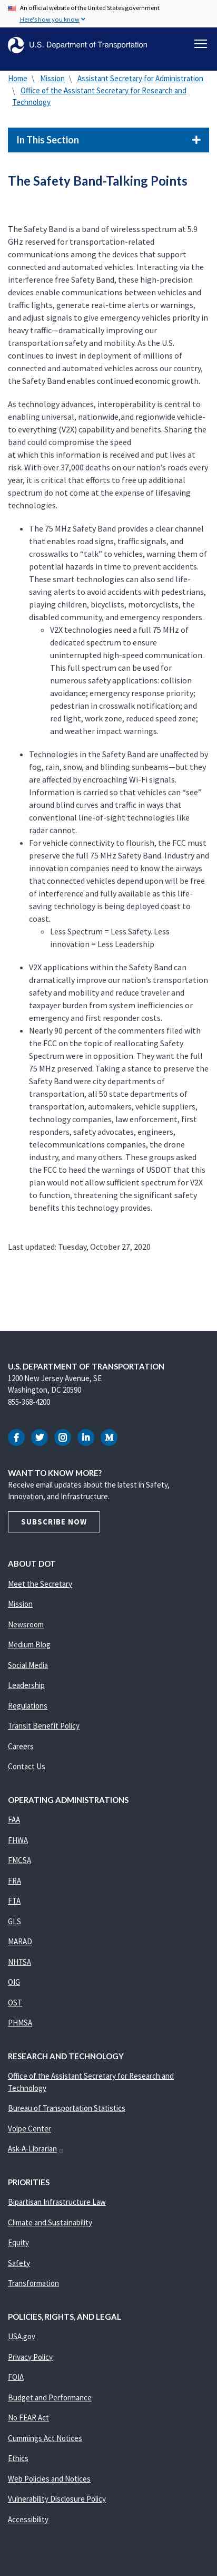 An official website of the United States government
Here's how you know
U.S. Department of Transportation
Home \ Mission \ Assistant Secretary for Administration
\ Office of the Assistant Secretary for Research and
Technology
In This Section
The Safety Band-Talking Points
The Safety Band is a band of wireless spectrum at 5.9
GHz reserved for transportation-related
communications among the devices that connect our
vehicles, infrastructure and travelers. The information
transmitted over the Safety Band, these high-precision
devices enable communications between vehicles and
traffic lights, generate real-time alerts or warnings, and
and adjust signals to give emergency vehicles priority
in heavy traffic—dramatically improving our
transportation safety and mobility. As the U.S.
continues to lead in the deployment of millions of
connected and automated vehicles across our country,
the Safety Band enables continued economic growth.
As technology advances, interoperability is central to
enabling universal, nationwide,and regionwide vehicle-
to-everything (V2X) capability and benefits. Sharing the
band could compromise the speed
at which this information is received and put lives at
risk. With over 37,000 deaths on our nation's roads every
year, efforts to free up an additional portion of the
spectrum do not come at the expense of lifesaving
technologies.
• The 75 MHz Safety Band provides a clear channel
that enables road signs, traffic signals, and
crosswalks to “talk” to vehicles, warning them of
potential hazards in time to prevent accidents.
These smart technologies can also send life-
saving alerts to avoid accidents with pedestrians,
playing children, bicyclists, motorcyclists, the
disabled community, and emergency responders.
◦ V2X technologies need a full 75 MHz of
dedicated spectrum to ensure
uninterrupted high-speed communication.
This full spectrum can be used for
numerous safety applications: collision
avoidance; emergency response from
vehicles; platooning, crosswalk notification;
and red light, work zone, reduced speed,
and weather impact warnings.
• Technologies in the Safety Band are unaffected by
fog, rain, snow, and blinding sunbeams—but they
are affected by encroaching Wi-Fi signals.
Information is carried so that vehicles can “see”
around blind curves and traffic in ways that
conventional line-of-sight technologies like
radar cannot.
• For vehicle connectivity to flourish, the FCC must
preserve the full 75 MHz Safety Band. Industry
and innovation companies need to know the
airways that connected vehicles depend upon
will be free of interference and fully available
as this life-saving technology is being
deployed coast to coast.
◦ Less Spectrum = Less Safety. Less
innovation = Less Leadership
• V2X applications within the Safety Band can
dramatically improve our nation's transportation
safety and mobility and reduce traveler
stress in transportation system inefficiencies or
emergency and first responder costs.
• Nearly 90 percent of the commenters filed with
the FCC on the topic of reallocating Safety
Spectrum were in opposition. They want the full
75 MHz preserved. Taking a stance to preserve
the Safety Band were city departments of
transportation, all 50 state departments of
transportation, automakers, vehicle suppliers,
technology companies, law enforcement, first
responders, safety advocates, engineers,
telecommunications companies, the drone
industry, and many others. These groups asked
the FCC to heed the warnings of USDOT that this
plan would not be a viable option for V2X
function, threatening the significant safety
benefits this technology can provide.
Last updated: Tuesday, October 27, 2020
U.S. DEPARTMENT OF TRANSPORTATION
1200 New Jersey Avenue, SE
Washington, DC 20590
855-368-4200
WANT TO KNOW MORE?
Receive email updates about the latest in Safety,
Innovation, and Infrastructure.
SUBSCRIBE NOW
ABOUT DOT
Meet the Secretary
Mission
Newsroom
Medium Blog
Social Media
Leadership
Regulations
Transit Benefit Policy
Careers
Contact Us
OPERATING ADMINISTRATIONS
FAA
FHWA
FMCSA
FRA
FTA
GLS
MARAD
NHTSA
OIG
OST
PHMSA
RESEARCH AND TECHNOLOGY
Office of the Assistant Secretary for Research and
Technology
Bureau of Transportation Statistics
Volpe Center
Ask-A-Librarian
PRIORITIES
Bipartisan Infrastructure Law
Climate and Sustainability
Equity
Safety
Transformation
POLICIES, RIGHTS, AND LEGAL
USA.gov
Privacy Policy
FOIA
Budget and Performance
No FEAR Act
Cummings Act Notices
Ethics
Web Policies and Notices
Vulnerability Disclosure Policy
Accessibility